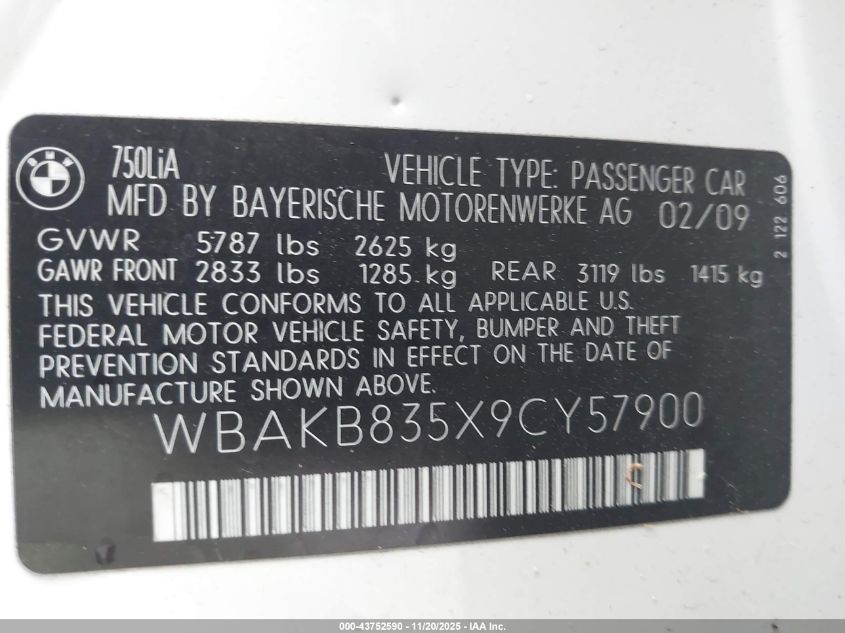 BMW
750LiA
VEHICLE TYPE: PASSENGER CAR
MFD BY BAYERISCHE MOTORENWERKE AG 02/09
GVWR 5787 lbs 2625 kg
GAWR FRONT 2833 lbs 1285 kg REAR 3119 lbs 1415 kg
THIS VEHICLE CONFORMS TO ALL APPLICABLE U.S.
FEDERAL MOTOR VEHICLE SAFETY, BUMPER AND THEFT
PREVENTION STANDARDS IN EFFECT ON THE DATE OF
MANUFACTURE SHOWN ABOVE.
WBAKB835X9CY57900
2 122 606
000-43752590 - 11/20/2025 - IAA Inc.